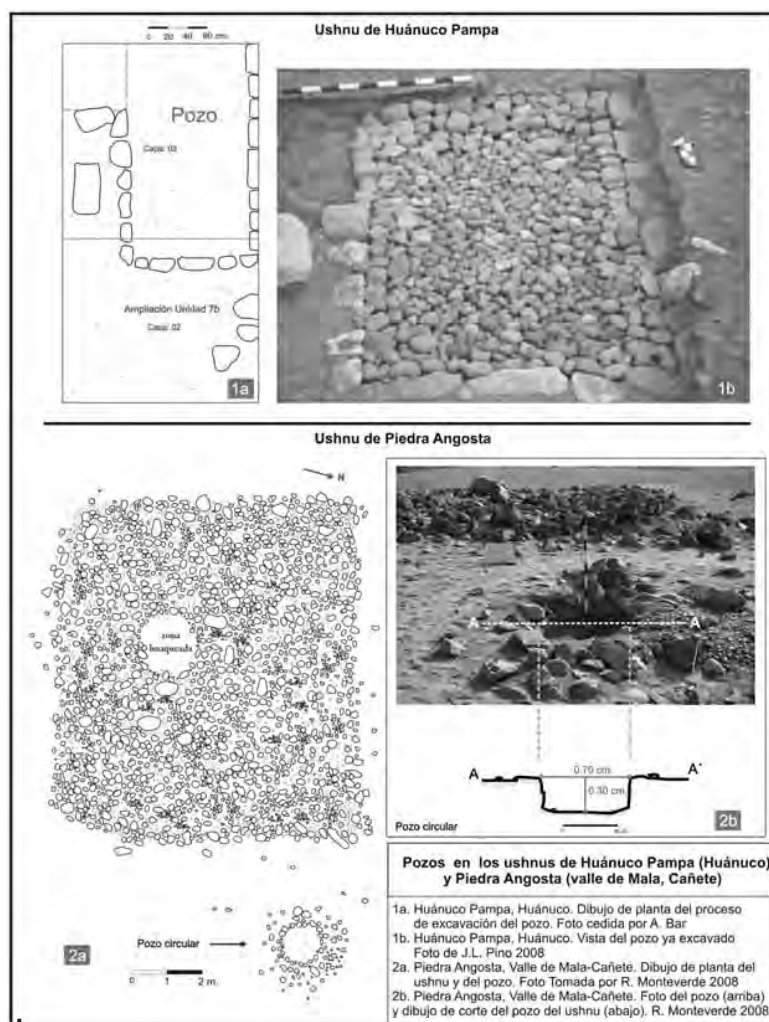 Ushnu de Huánuco Pampa
0 20 40 60 cm.
Pozo
Capa: 03
Ampliación Unidad 7b
Capa: 02
1a
1b
Ushnu de Piedra Angosta
N
zona
huaqueada
A A'
A 0.70 cm. A'
0.30 cm.
Pozo circular
2b
Pozo circular
2a
0 1 2 m.
Pozos en los ushnus de Huánuco Pampa (Huánuco)
y Piedra Angosta (valle de Mala, Cañete)
1a. Huánuco Pampa, Huánuco. Dibujo de planta del proceso
de excavación del pozo. Foto cedida por A. Bar
1b. Huánuco Pampa, Huánuco. Vista del pozo ya excavado
Foto de J.L. Pino 2008
2a. Piedra Angosta, Valle de Mala-Cañete. Dibujo de planta del
ushnu y del pozo. Foto Tomada por R. Monteverde 2008
2b. Piedra Angosta, Valle de Mala-Cañete. Foto del pozo (arriba)
y dibujo de corte del pozo del ushnu (abajo). R. Monteverde 2008